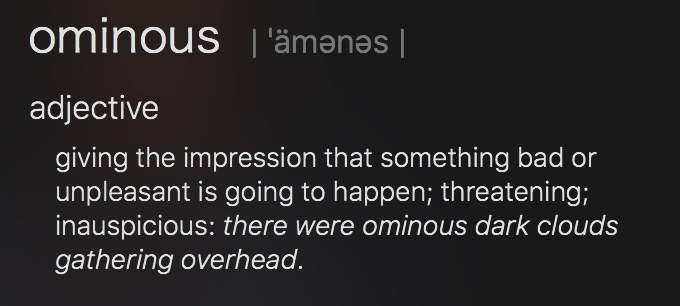 ominous | ˈämənəs |
adjective
giving the impression that something bad or
unpleasant is going to happen; threatening;
inauspicious: there were ominous dark clouds
gathering overhead.